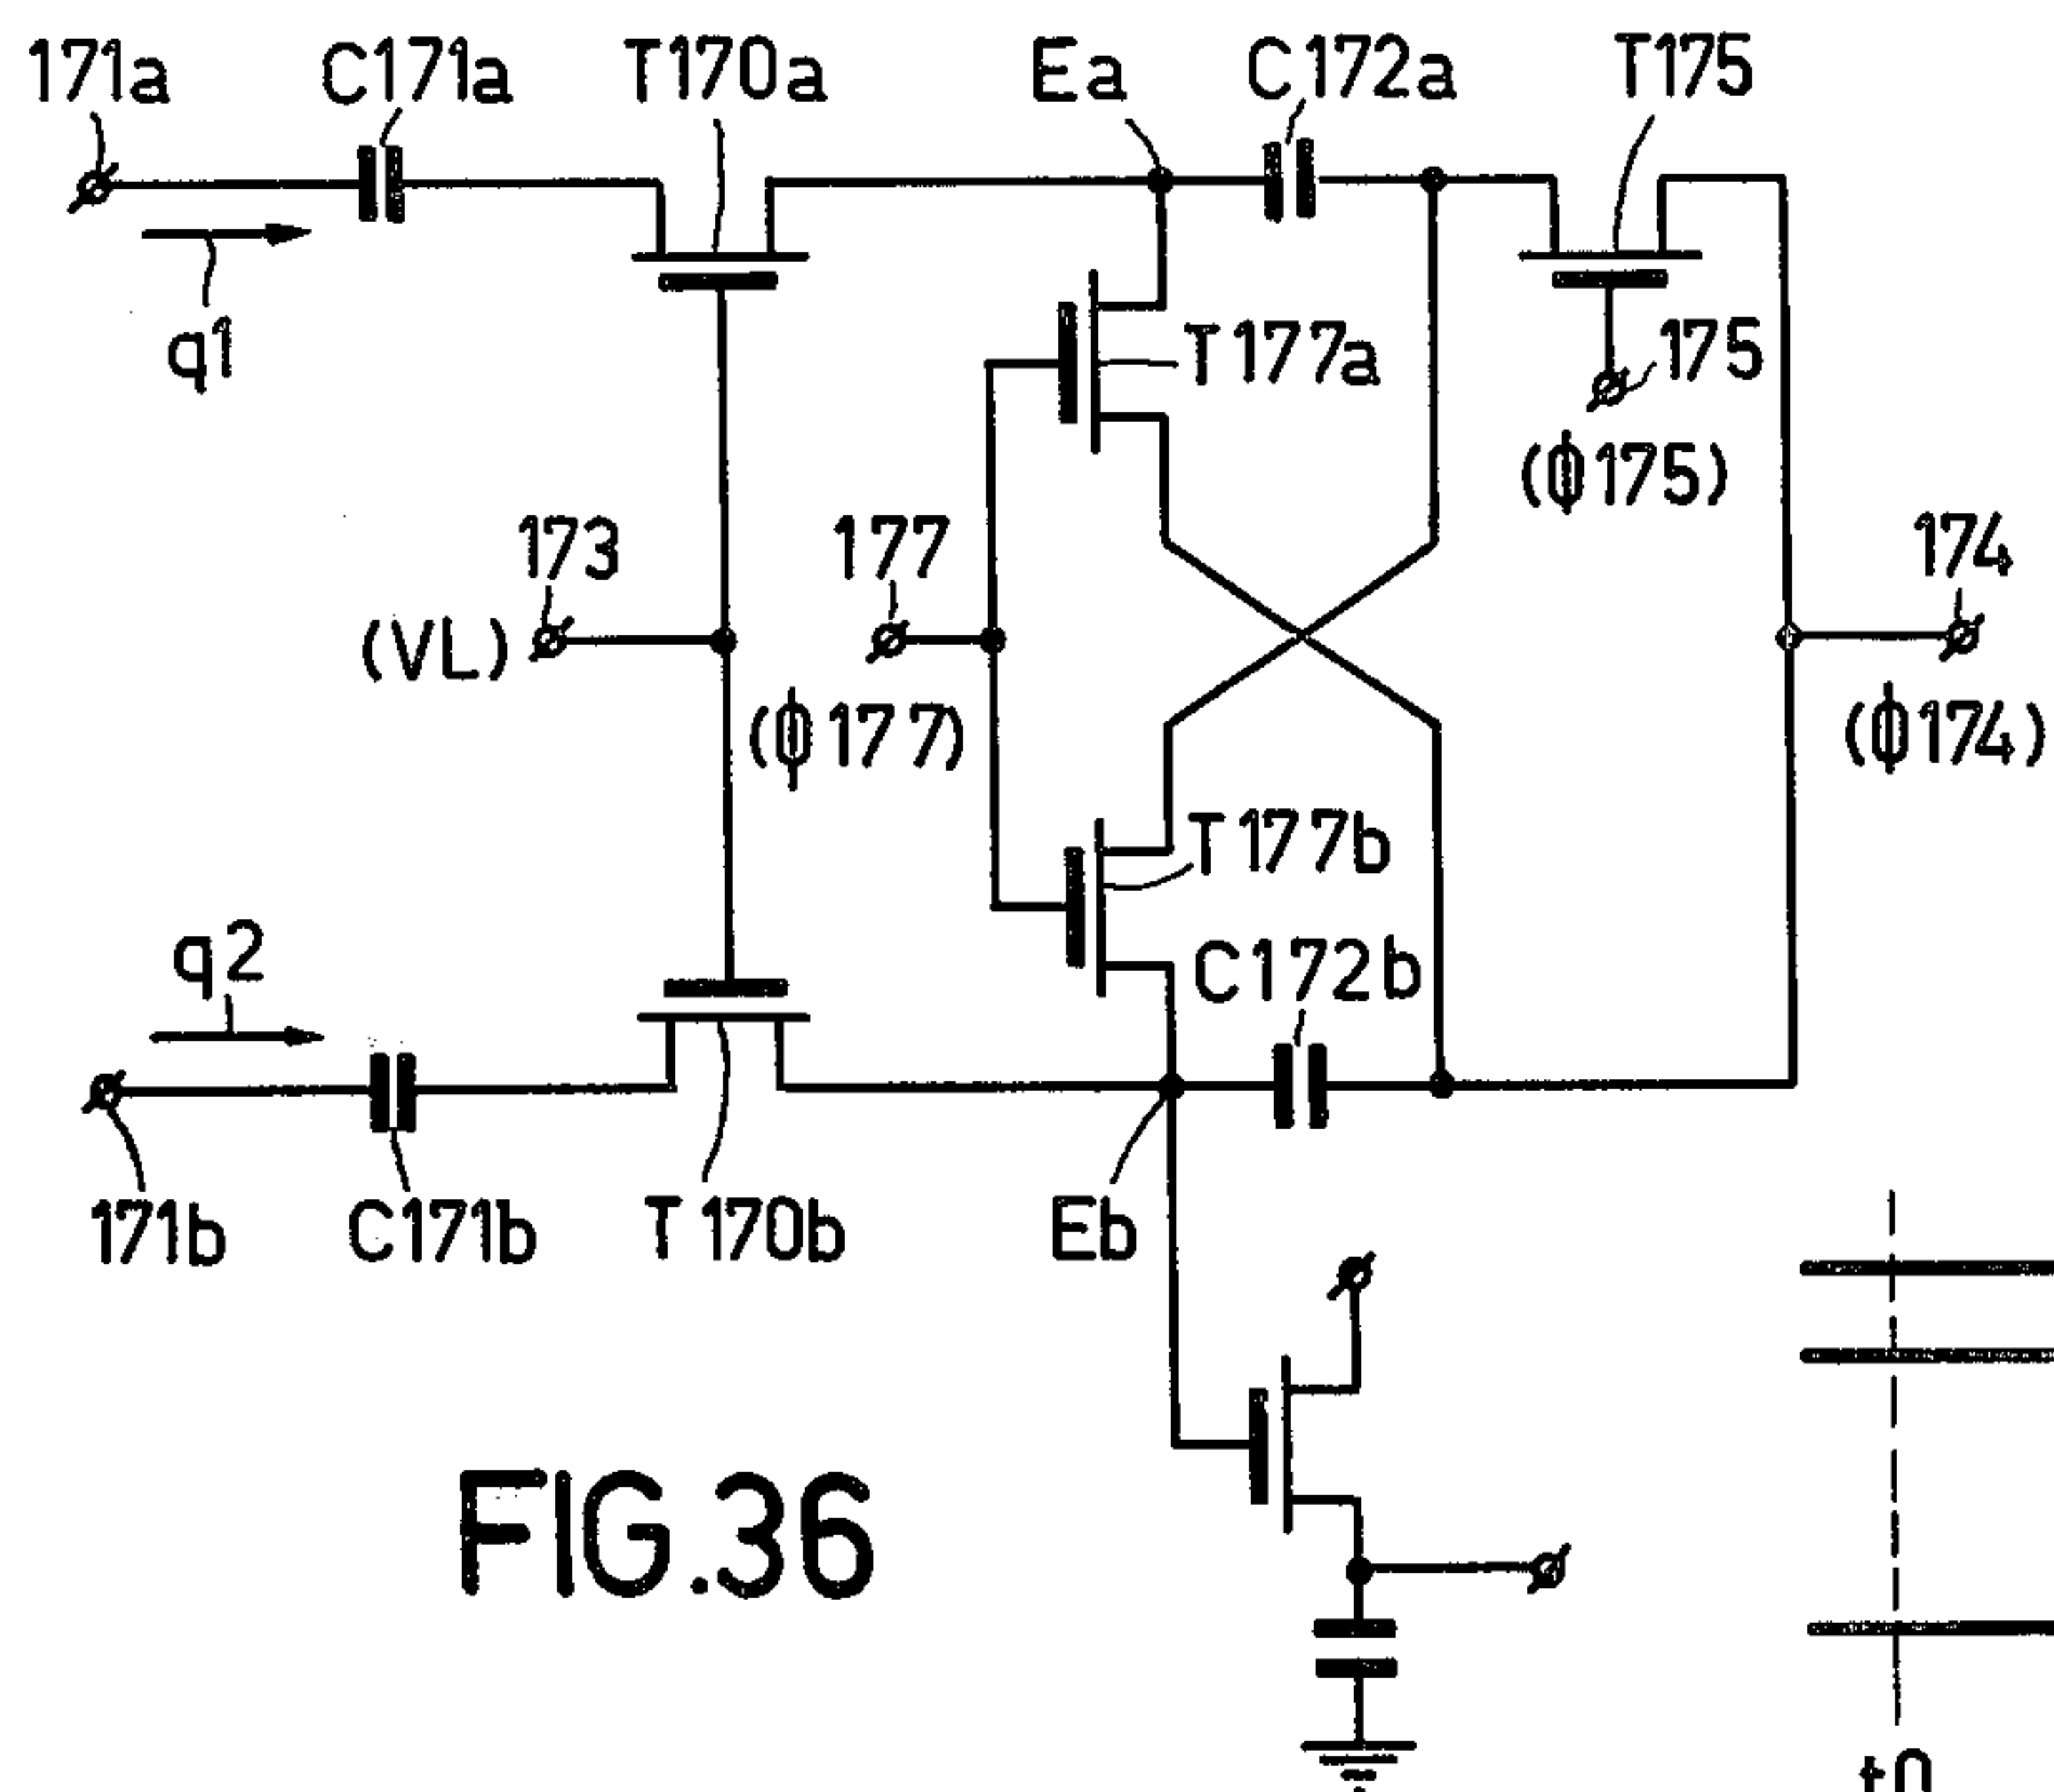 171a C171a T170a Ea C172a T175
q1
T177a
175
(ϕ175)
173
(VL)
177
(ϕ177)
174
(ϕ174)
T177b
q2
C172b
171b C171b T170b Eb
FIG.36
t0